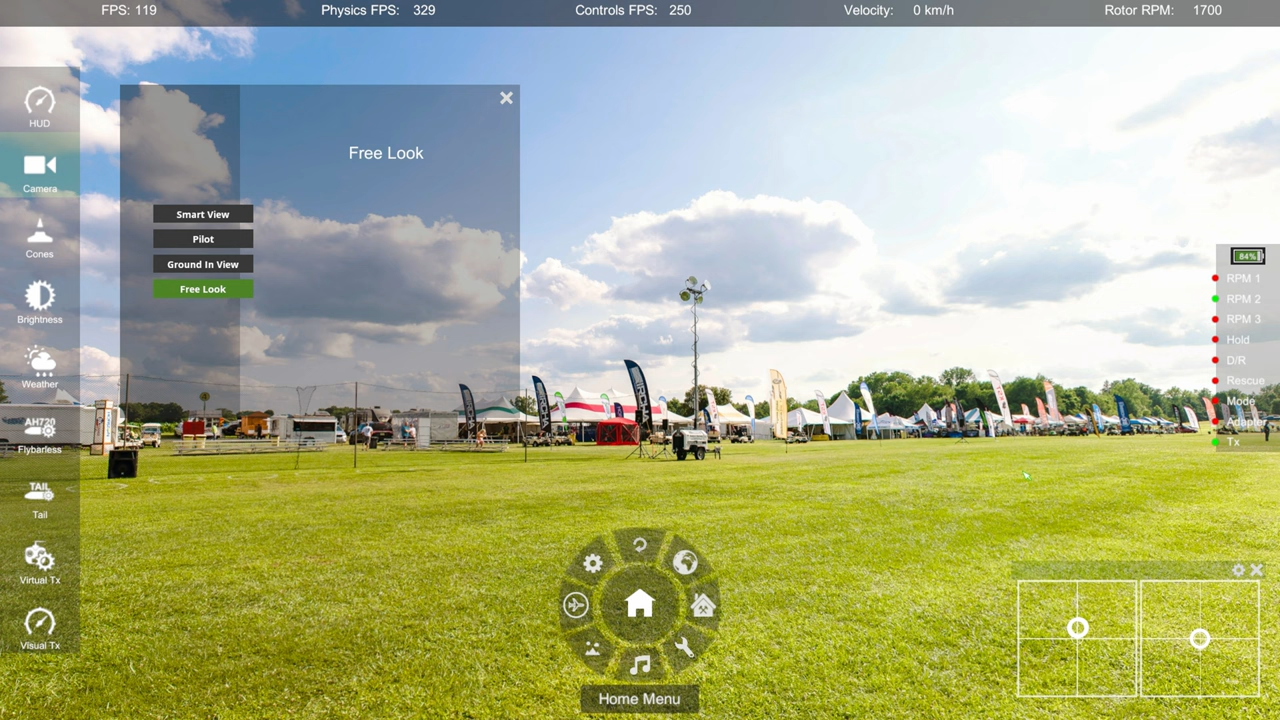 FPS: 119
Physics FPS: 329
Controls FPS: 250
Velocity: 0 km/h
Rotor RPM: 1700
HUD
Camera
Cones
Brightness
Weather
AH720
Flybarless
TAIL
Tail
Virtual Tx
Visual Tx
Free Look
Smart View
Pilot
Ground In View
Free Look
84%
RPM 1
RPM 2
RPM 3
Hold
D/R
Rescue
Mode
Adapter
Tx
Home Menu